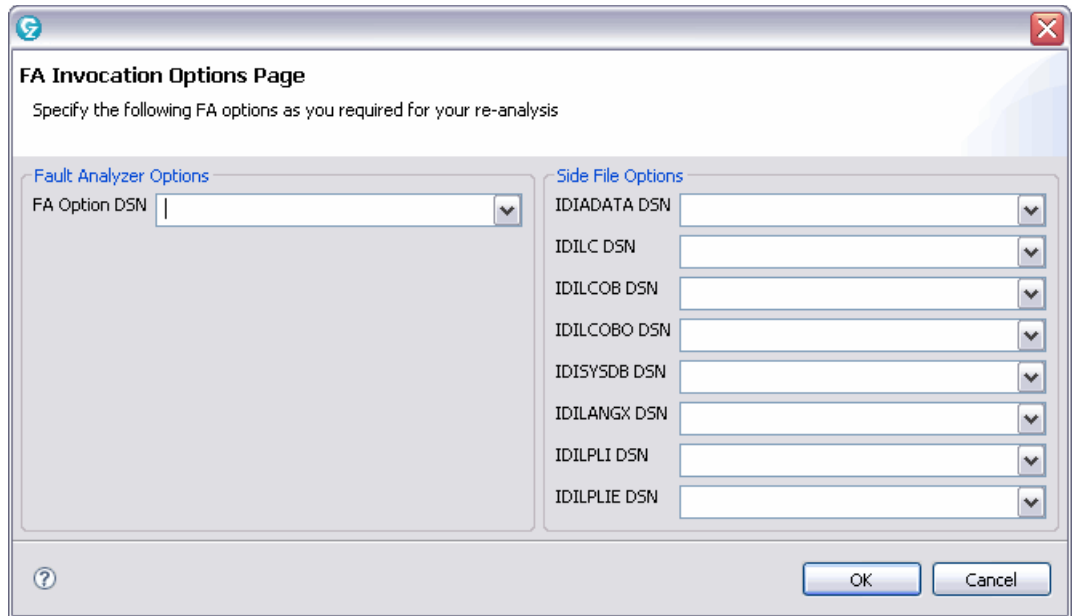 FA Invocation Options Page
Specify the following FA options as you required for your re-analysis
Fault Analyzer Options
FA Option DSN
Side File Options
IDIADATA DSN
IDILC DSN
IDILCOB DSN
IDILCOBO DSN
IDISYSDB DSN
IDILANGX DSN
IDILPLI DSN
IDILPLIE DSN
?
OK
Cancel